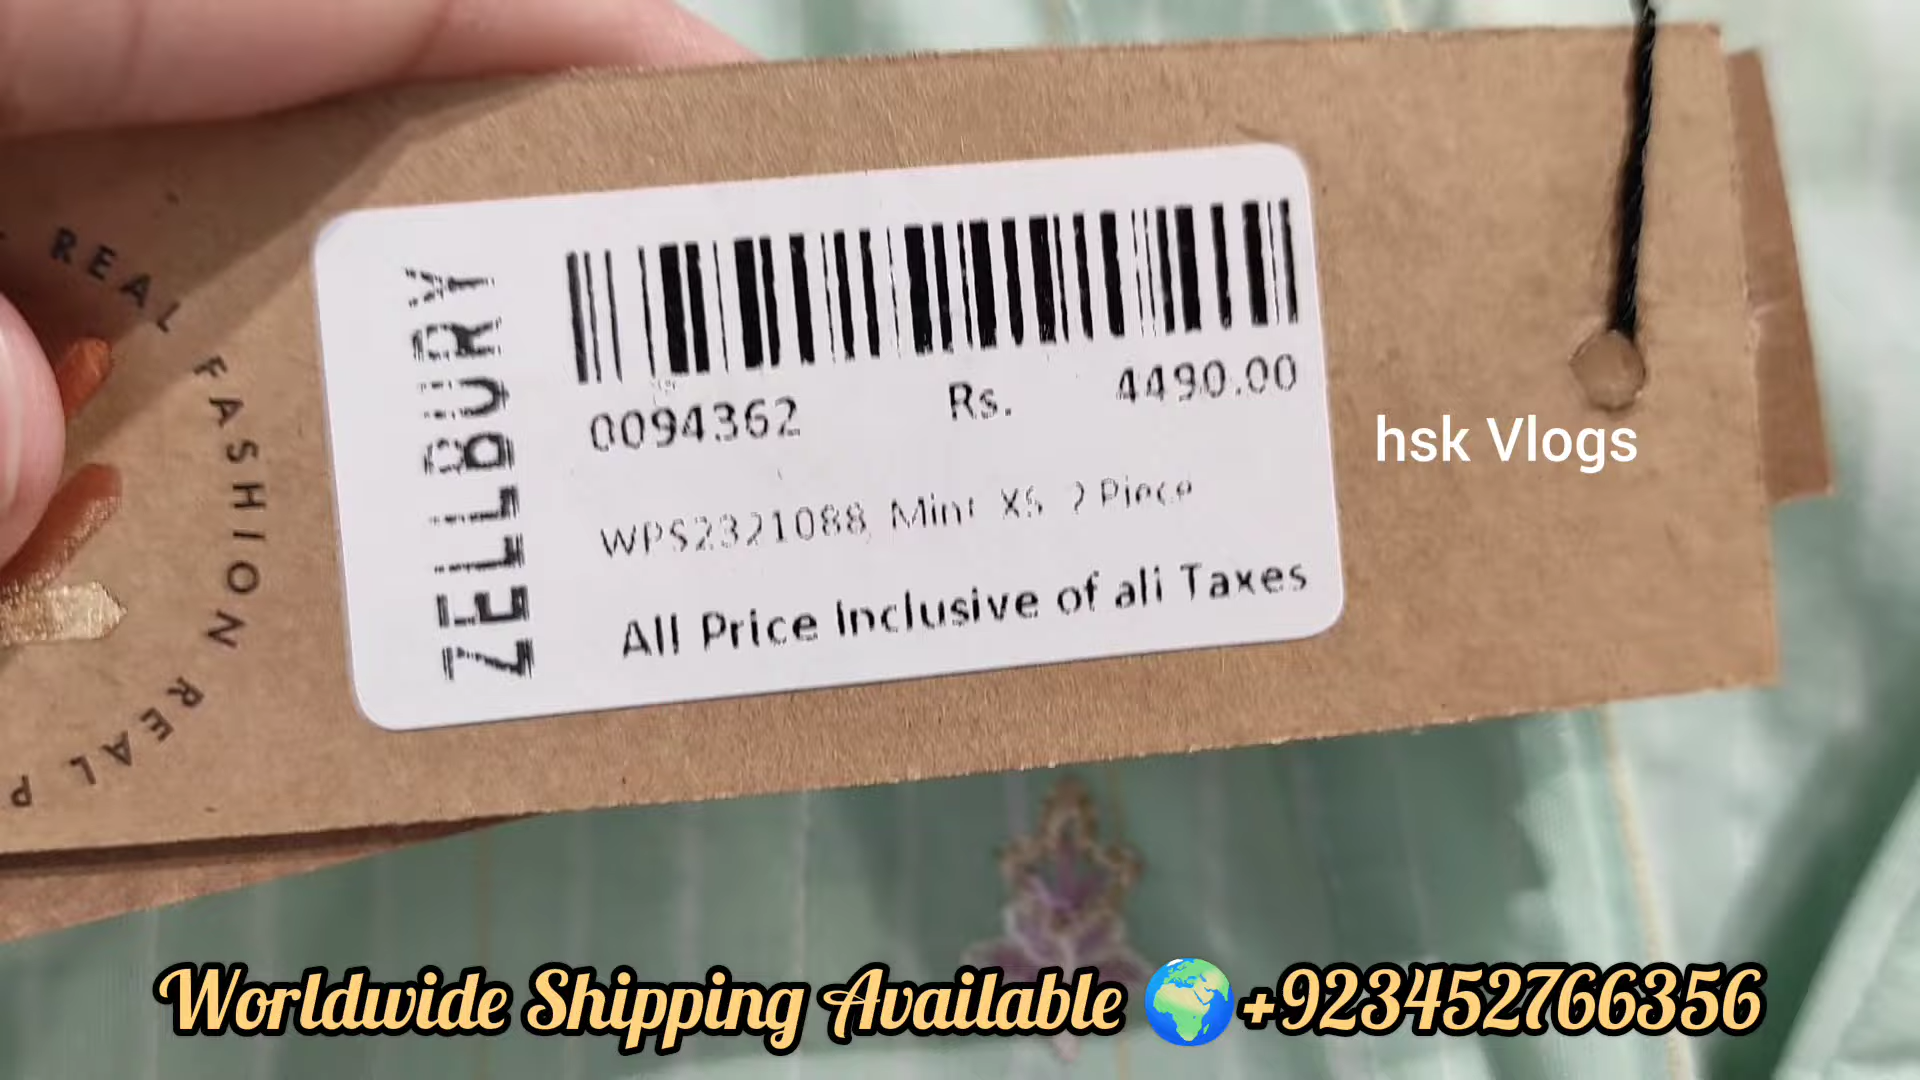 REAL FASHION REAL P
ZELLBURY
0094362 Rs. 4490.00
WPS2321088, Mint XS 2 Piece
All Price Inclusive of all Taxes
hsk Vlogs
Worldwide Shipping Available 🌍+923452766356